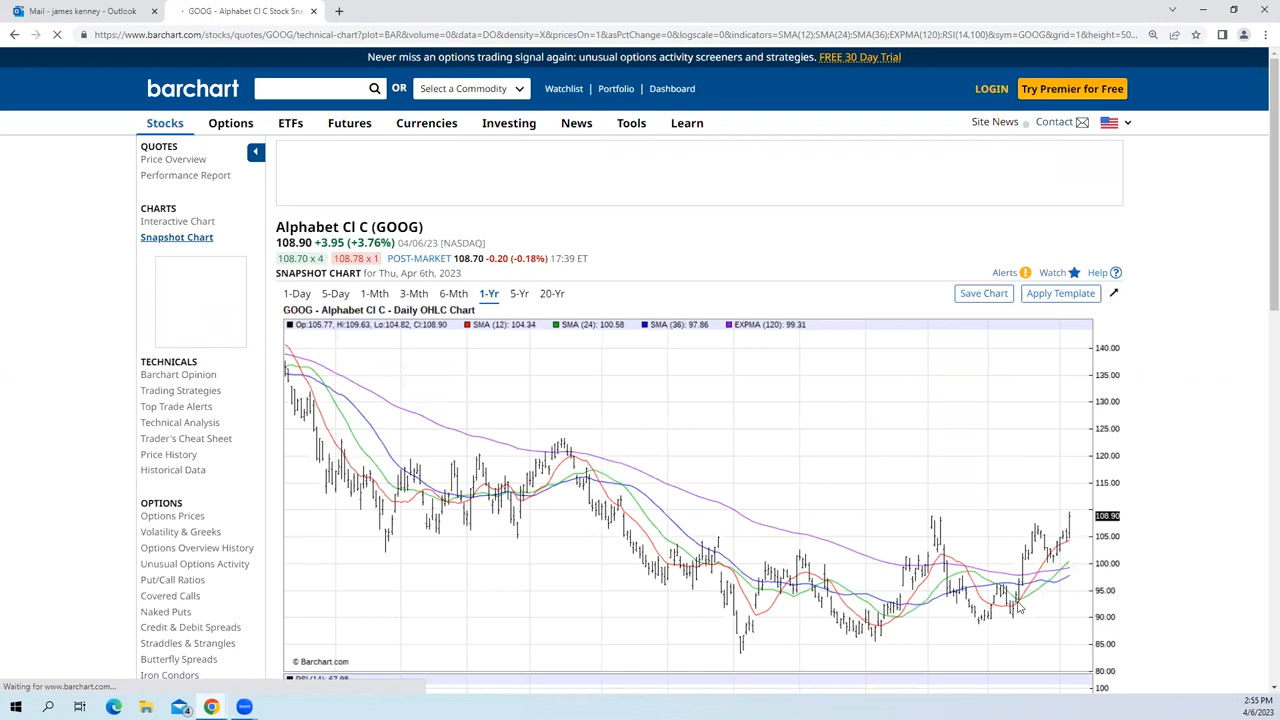 Mail - james kenney - Outlook
GOOG - Alphabet Cl C Stock Sna
https://www.barchart.com/stocks/quotes/GOOG/technical-chart?plot=BAR&volume=0&data=DO&density=X&pricesOn=1&asPctChange=0&logscale=0&indicators=SMA(12);SMA(24);SMA(36);EXPMA(120);RSI(14,100)&sym=GOOG&grid=1&height=50...
Never miss an options trading signal again: unusual options activity screeners and strategies. FREE 30 Day Trial
barchart OR Select a Commodity Watchlist Portfolio Dashboard LOGIN Try Premier for Free
Stocks Options ETFs Futures Currencies Investing News Tools Learn Site News Contact
QUOTES
Price Overview
Performance Report
CHARTS
Interactive Chart
Snapshot Chart
TECHNICALS
Barchart Opinion
Trading Strategies
Top Trade Alerts
Technical Analysis
Trader's Cheat Sheet
Price History
Historical Data
OPTIONS
Options Prices
Volatility & Greeks
Options Overview History
Unusual Options Activity
Put/Call Ratios
Covered Calls
Naked Puts
Credit & Debit Spreads
Straddles & Strangles
Butterfly Spreads
Iron Condors
Alphabet Cl C (GOOG)
108.90 +3.95 (+3.76%) 04/06/23 [NASDAQ]
108.70 x 4 108.78 x 1 POST-MARKET 108.70 -0.20 (-0.18%) 17:39 ET
SNAPSHOT CHART for Thu, Apr 6th, 2023
Alerts Watch Help
1-Day 5-Day 1-Mth 3-Mth 6-Mth 1-Yr 5-Yr 20-Yr
Save Chart Apply Template
GOOG - Alphabet Cl C - Daily OHLC Chart
Op:105.77, Hi:109.63, Lo:104.82, Cl:108.90 SMA (12): 104.34 SMA (24): 100.58 SMA (36): 97.86 EXPMA (120): 99.31
140.00
135.00
130.00
125.00
120.00
115.00
108.90
105.00
100.00
95.00
90.00
85.00
80.00
© Barchart.com
RSI(14): 67.98
100
Waiting for www.barchart.com...
4
zoom
2:55 PM
4/6/2023